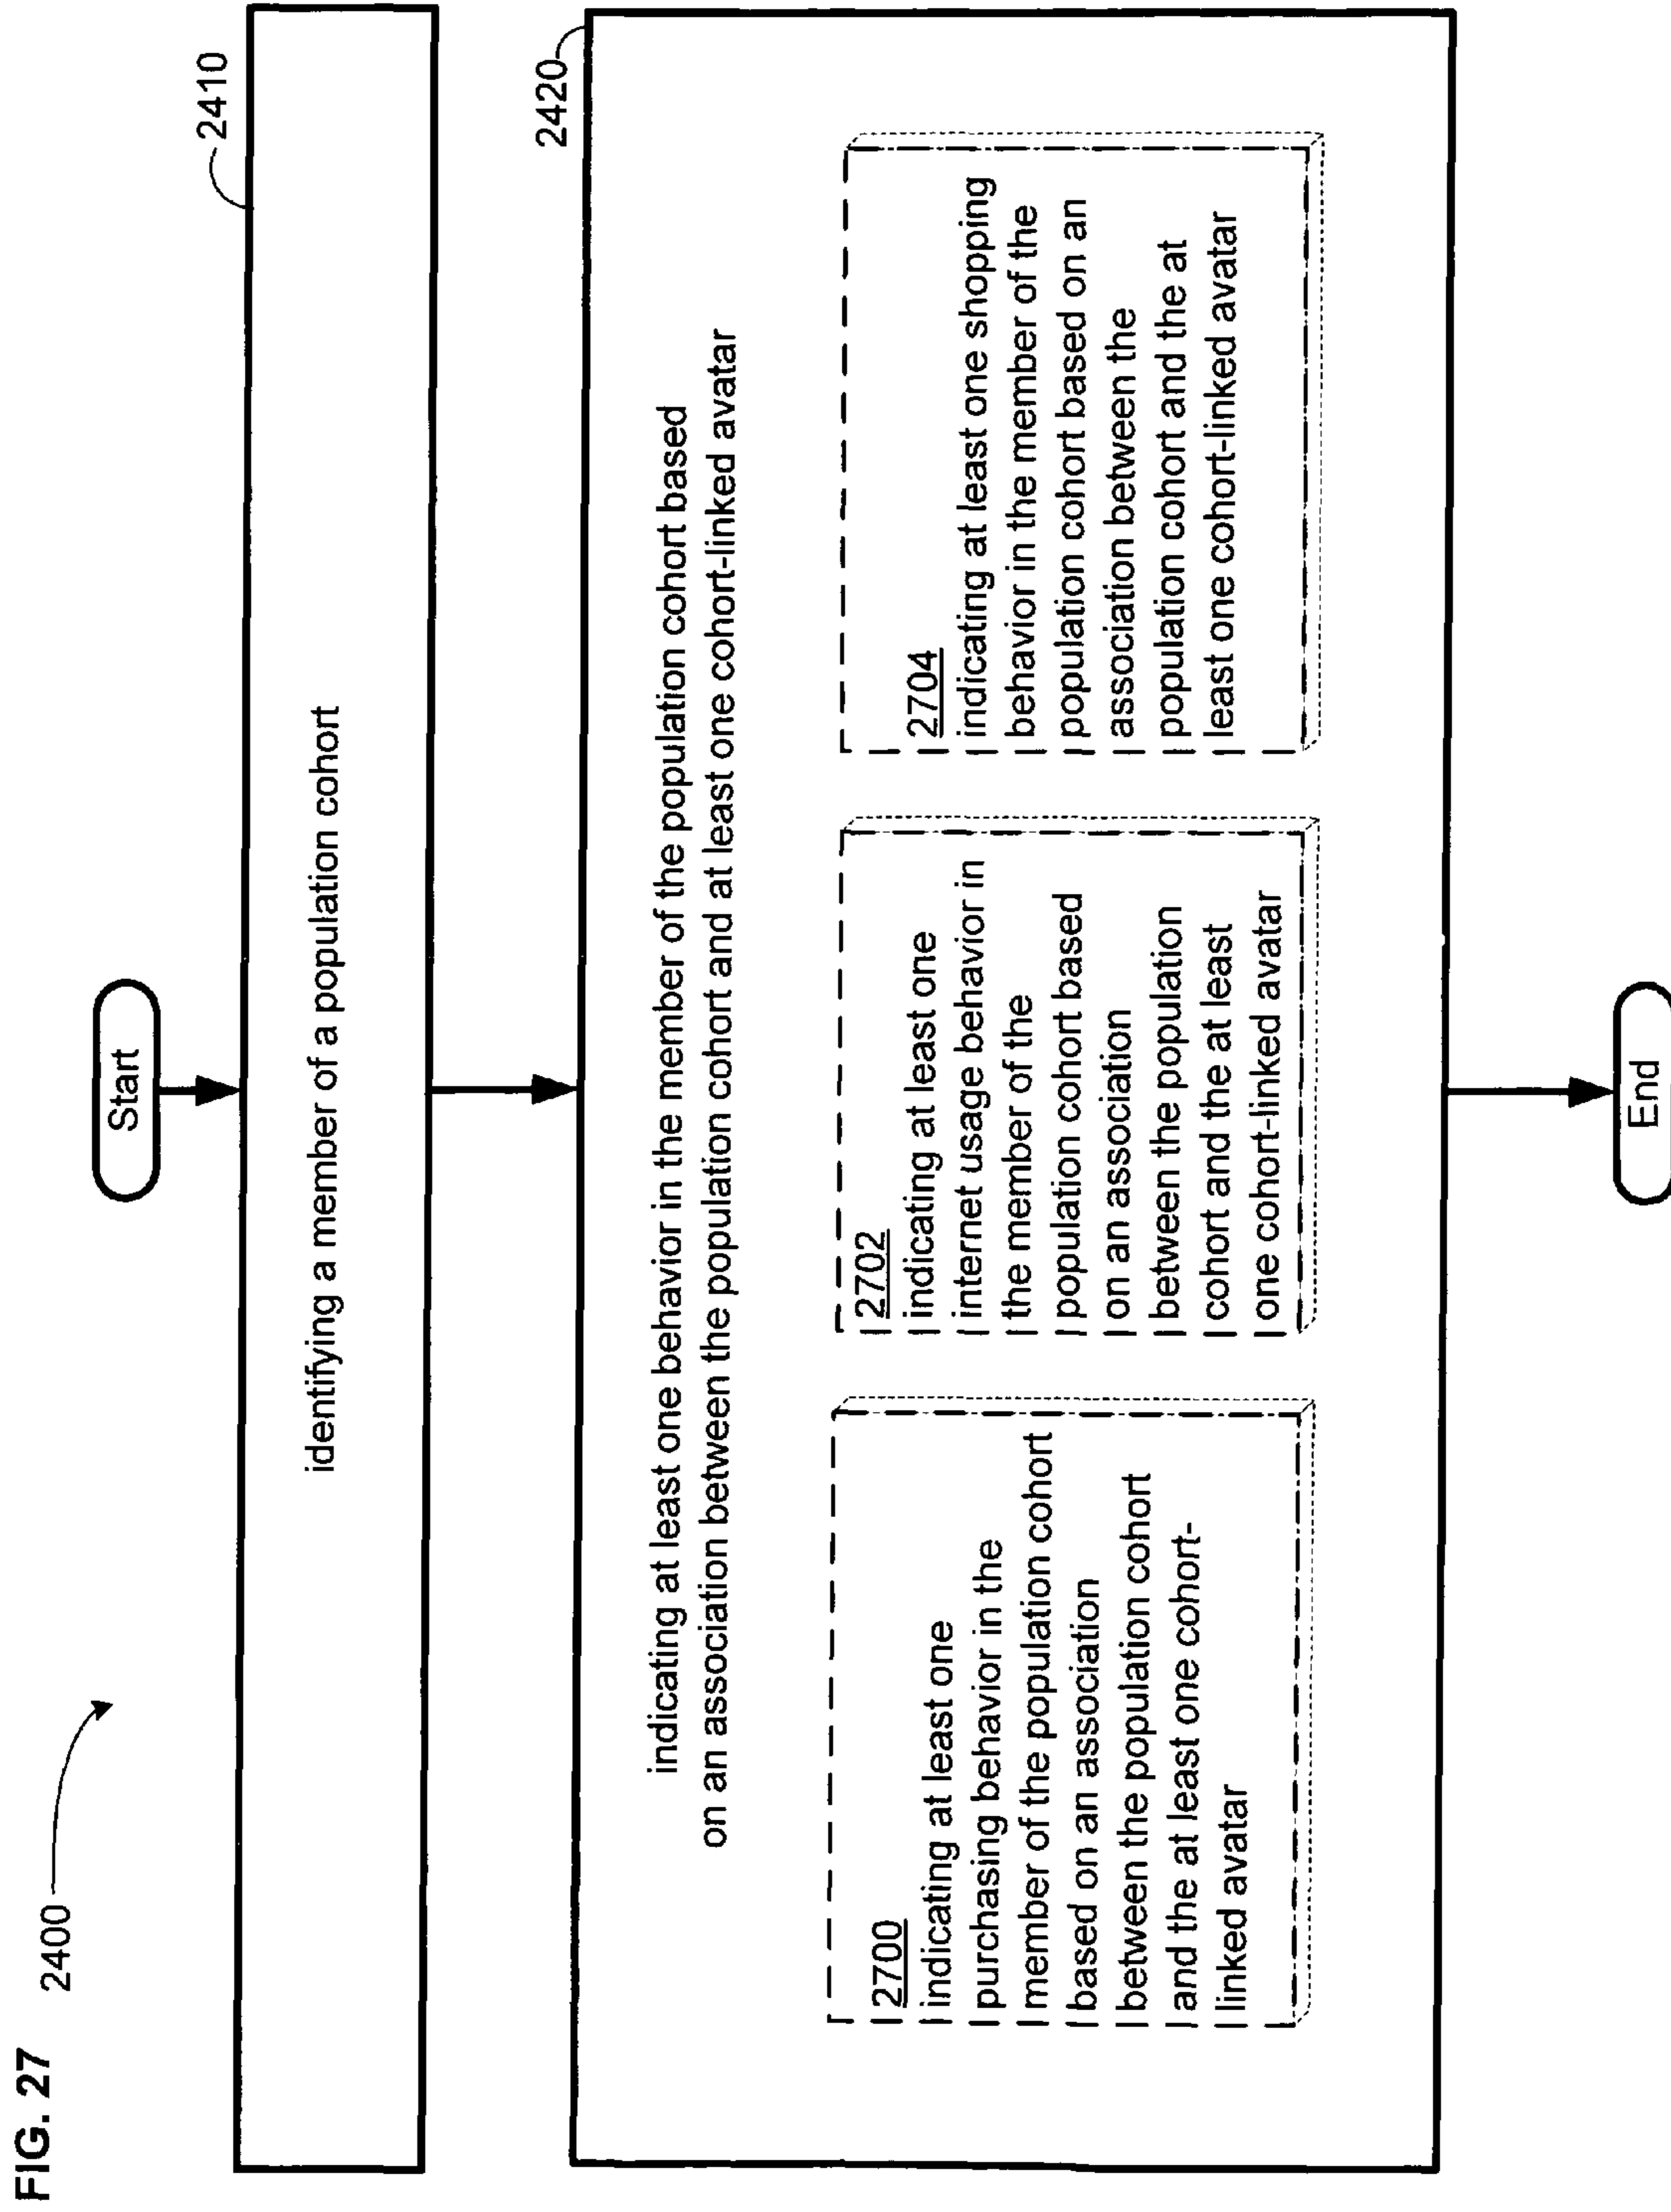 FIG. 27
2400
Start
2410
identifying a member of a population cohort
2420
indicating at least one behavior in the member of the population cohort based
on an association between the population cohort and at least one cohort-linked avatar
2700
indicating at least one
purchasing behavior in the
member of the population cohort
based on an association
between the population cohort
and the at least one cohort-
linked avatar
2702
indicating at least one
internet usage behavior in
the member of the
population cohort based
on an association
between the population
cohort and the at least
one cohort-linked avatar
2704
indicating at least one shopping
behavior in the member of the
population cohort based on an
association between the
population cohort and the at
least one cohort-linked avatar
End